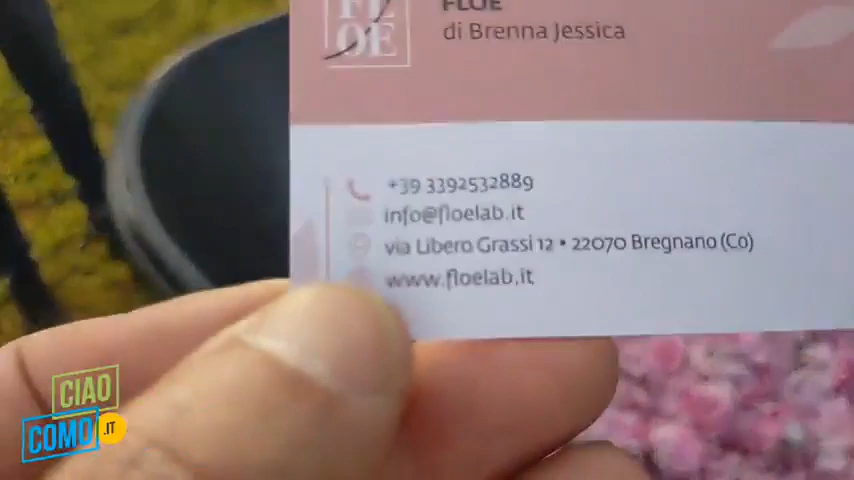 FLOE
FLOE
di Brenna Jessica
+39 3392532889
info@floelab.it
via Libero Grassi 12 • 22070 Bregnano (Co)
www.floelab.it
CIAO
COMO.IT